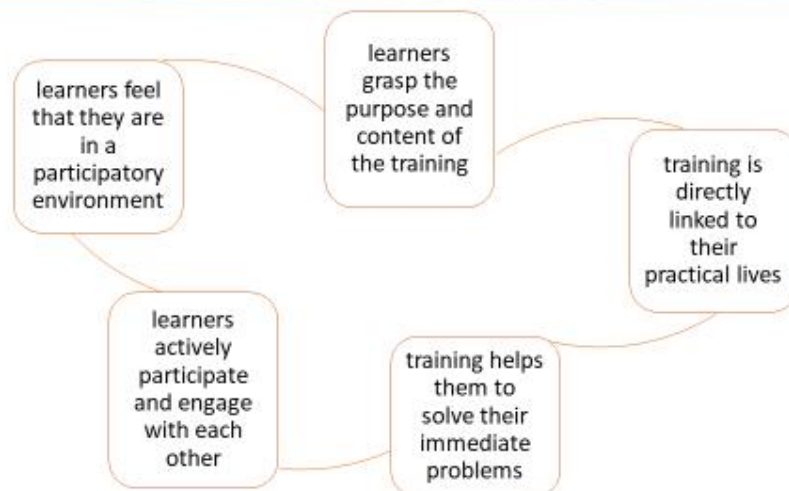 learners
grasp the
purpose and
content of
the training
training is
directly
linked to
their
practical lives
training helps
them to
solve their
immediate
problems
learners
actively
participate
and engage
with each
other
learners feel
that they are
in a
participatory
environment